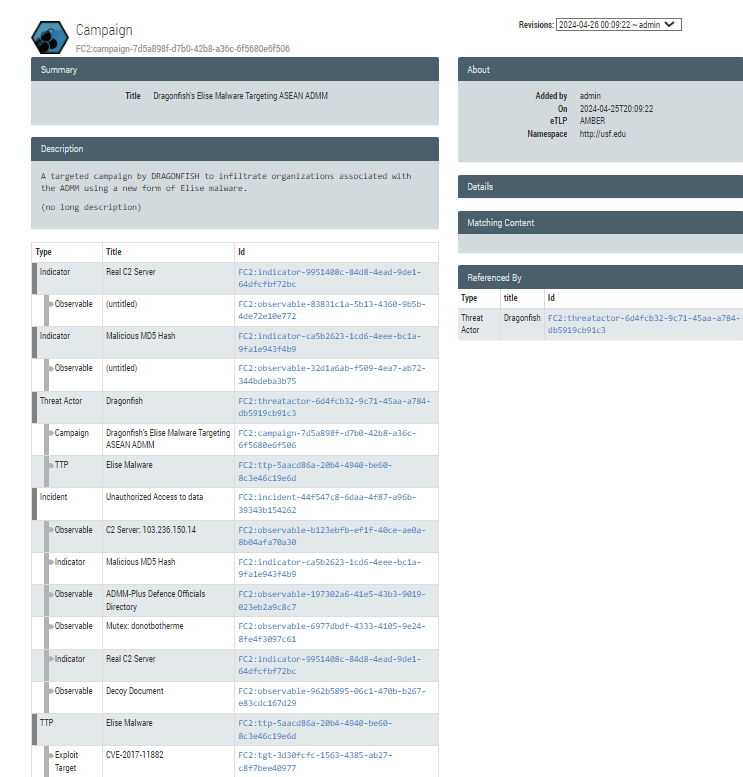 Campaign
FC2:campaign-7d5a898f-d7b0-42b8-a36c-6f5680e6f506
Revisions: 2024-04-26 00:09:22 ~ admin
Summary
Title Dragonfish's Elise Malware Targeting ASEAN ADMM
Description
A targeted campaign by DRAGONFISH to infiltrate organizations associated with
the ADMM using a new form of Elise malware.
(no long description)
Type Title Id
Indicator Real C2 Server FC2:indicator-9951408c-84d8-4ead-9de1-
64dfcfbf72bc
Observable (untitled) FC2:observable-83831c1a-5b13-4360-9b5b-
4de72e10e772
Indicator Malicious MD5 Hash FC2:indicator-ca5b2623-1cd6-4eee-bc1a-
9fa1e943f4b9
Observable (untitled) FC2:observable-32d1a6ab-f509-4ea7-ab72-
344bdeba3b75
Threat Actor Dragonfish FC2:threatactor-6d4fcb32-9c71-45aa-a784-
db5919cb91c3
Campaign Dragonfish's Elise Malware Targeting FC2:campaign-7d5a898f-d7b0-42b8-a36c-
ASEAN ADMM 6f5680e6f506
TTP Elise Malware FC2:ttp-5aacd86a-20b4-4940-be60-
8c3e46c19e6d
Incident Unauthorized Access to data FC2:incident-44f547c8-6daa-4f87-a96b-
39343b154262
Observable C2 Server: 103.236.150.14 FC2:observable-b123ebfb-ef1f-40ce-ae0a-
8b04afa70a30
Indicator Malicious MD5 Hash FC2:indicator-ca5b2623-1cd6-4eee-bc1a-
9fa1e943f4b9
Observable ADMM-Plus Defence Officials FC2:observable-197302a6-41e5-43b3-9019-
Directory 023eb2a9c8c7
Observable Mutex: donotbotherme FC2:observable-6977dbdf-4333-4105-9e24-
8fe4f3097c61
Indicator Real C2 Server FC2:indicator-9951408c-84d8-4ead-9de1-
64dfcfbf72bc
Observable Decoy Document FC2:observable-962b5895-06c1-470b-b267-
e83cdc167d29
TTP Elise Malware FC2:ttp-5aacd86a-20b4-4940-be60-
8c3e46c19e6d
Exploit CVE-2017-11882 FC2:tgt-3d30fcfc-1563-4385-ab27-
Target c8f7bee40977
About
Added by admin
On 2024-04-25T20:09:22
eTLP AMBER
Namespace http://usf.edu
Details
Matching Content
Referenced By
Type title Id
Threat Dragonfish FC2:threatactor-6d4fcb32-9c71-45aa-a784-
Actor db5919cb91c3